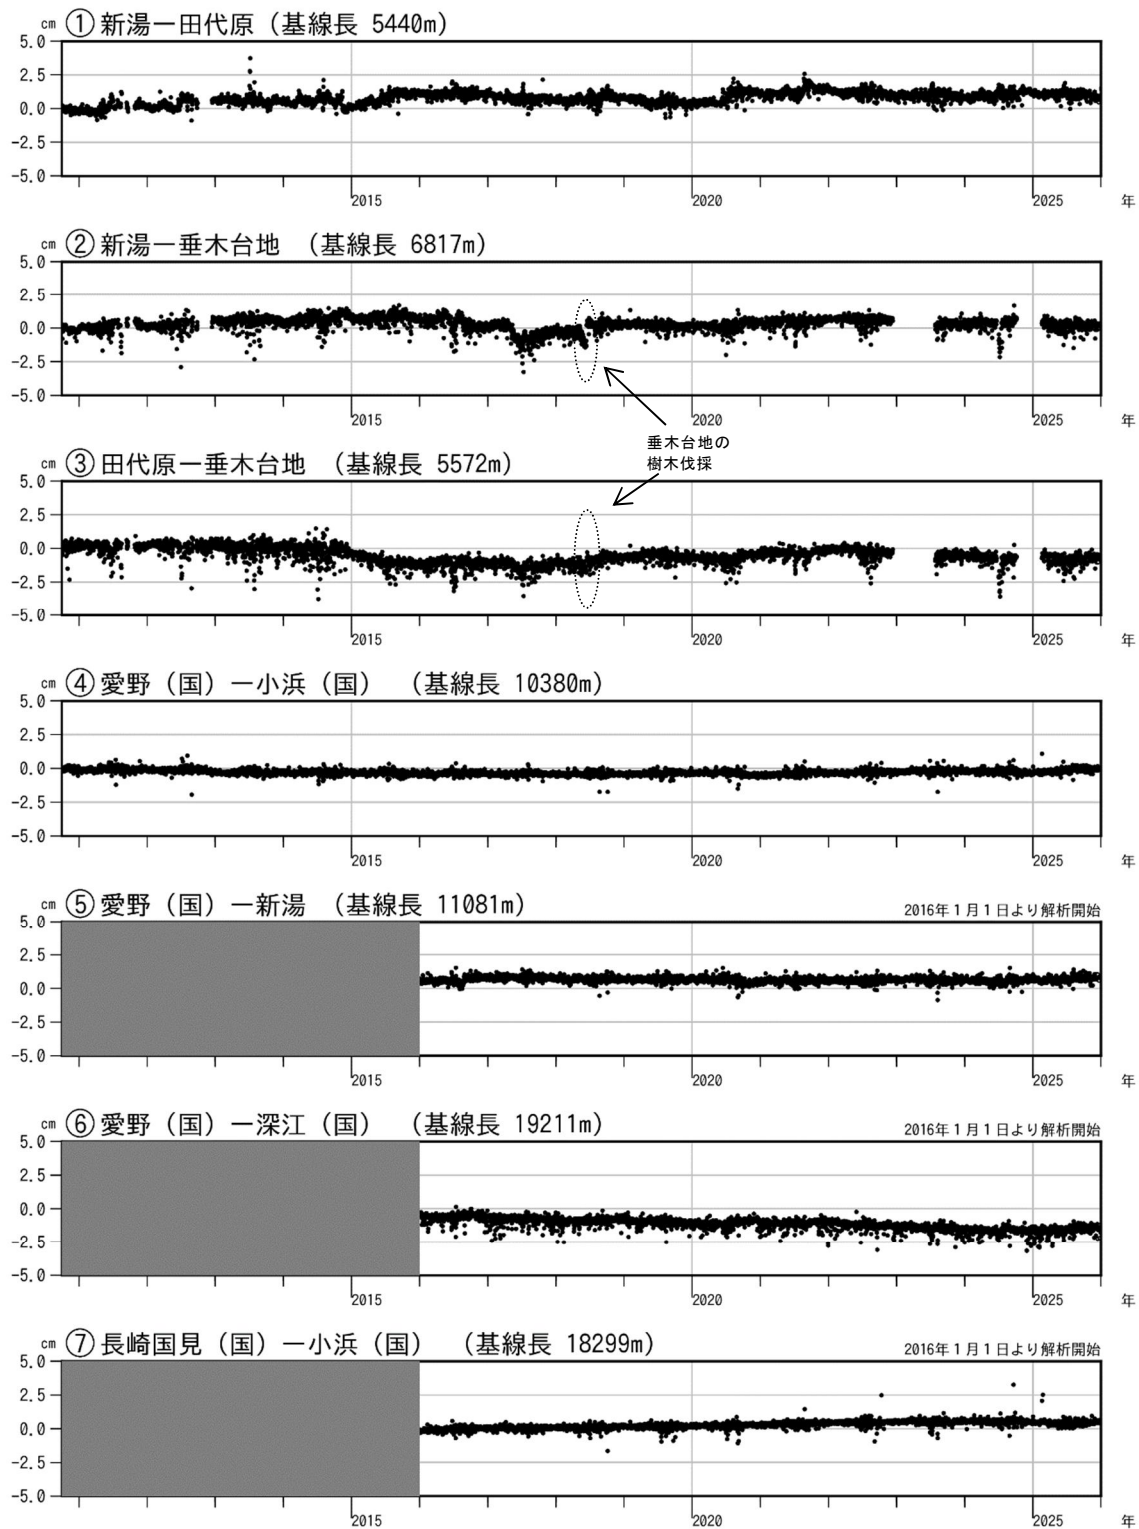 cm ①新湯ー田代原（基線長 5440m）
5.0
2.5
0.0
-2.5
-5.0
2015 2020 2025 年
cm ②新湯ー垂木台地 （基線長 6817m）
5.0
2.5
0.0
-2.5
-5.0
2015 2020 2025 年
垂木台地の
樹木伐採
cm ③田代原ー垂木台地 （基線長 5572m）
5.0
2.5
0.0
-2.5
-5.0
2015 2020 2025 年
cm ④愛野（国）ー小浜（国） （基線長 10380m）
5.0
2.5
0.0
-2.5
-5.0
2015 2020 2025 年
cm ⑤愛野（国）ー新湯 （基線長 11081m） 2016年１月１日より解析開始
5.0
2.5
0.0
-2.5
-5.0
2015 2020 2025 年
cm ⑥愛野（国）ー深江（国） （基線長 19211m） 2016年１月１日より解析開始
5.0
2.5
0.0
-2.5
-5.0
2015 2020 2025 年
cm ⑦長崎国見（国）ー小浜（国） （基線長 18299m） 2016年１月１日より解析開始
5.0
2.5
0.0
-2.5
-5.0
2015 2020 2025 年